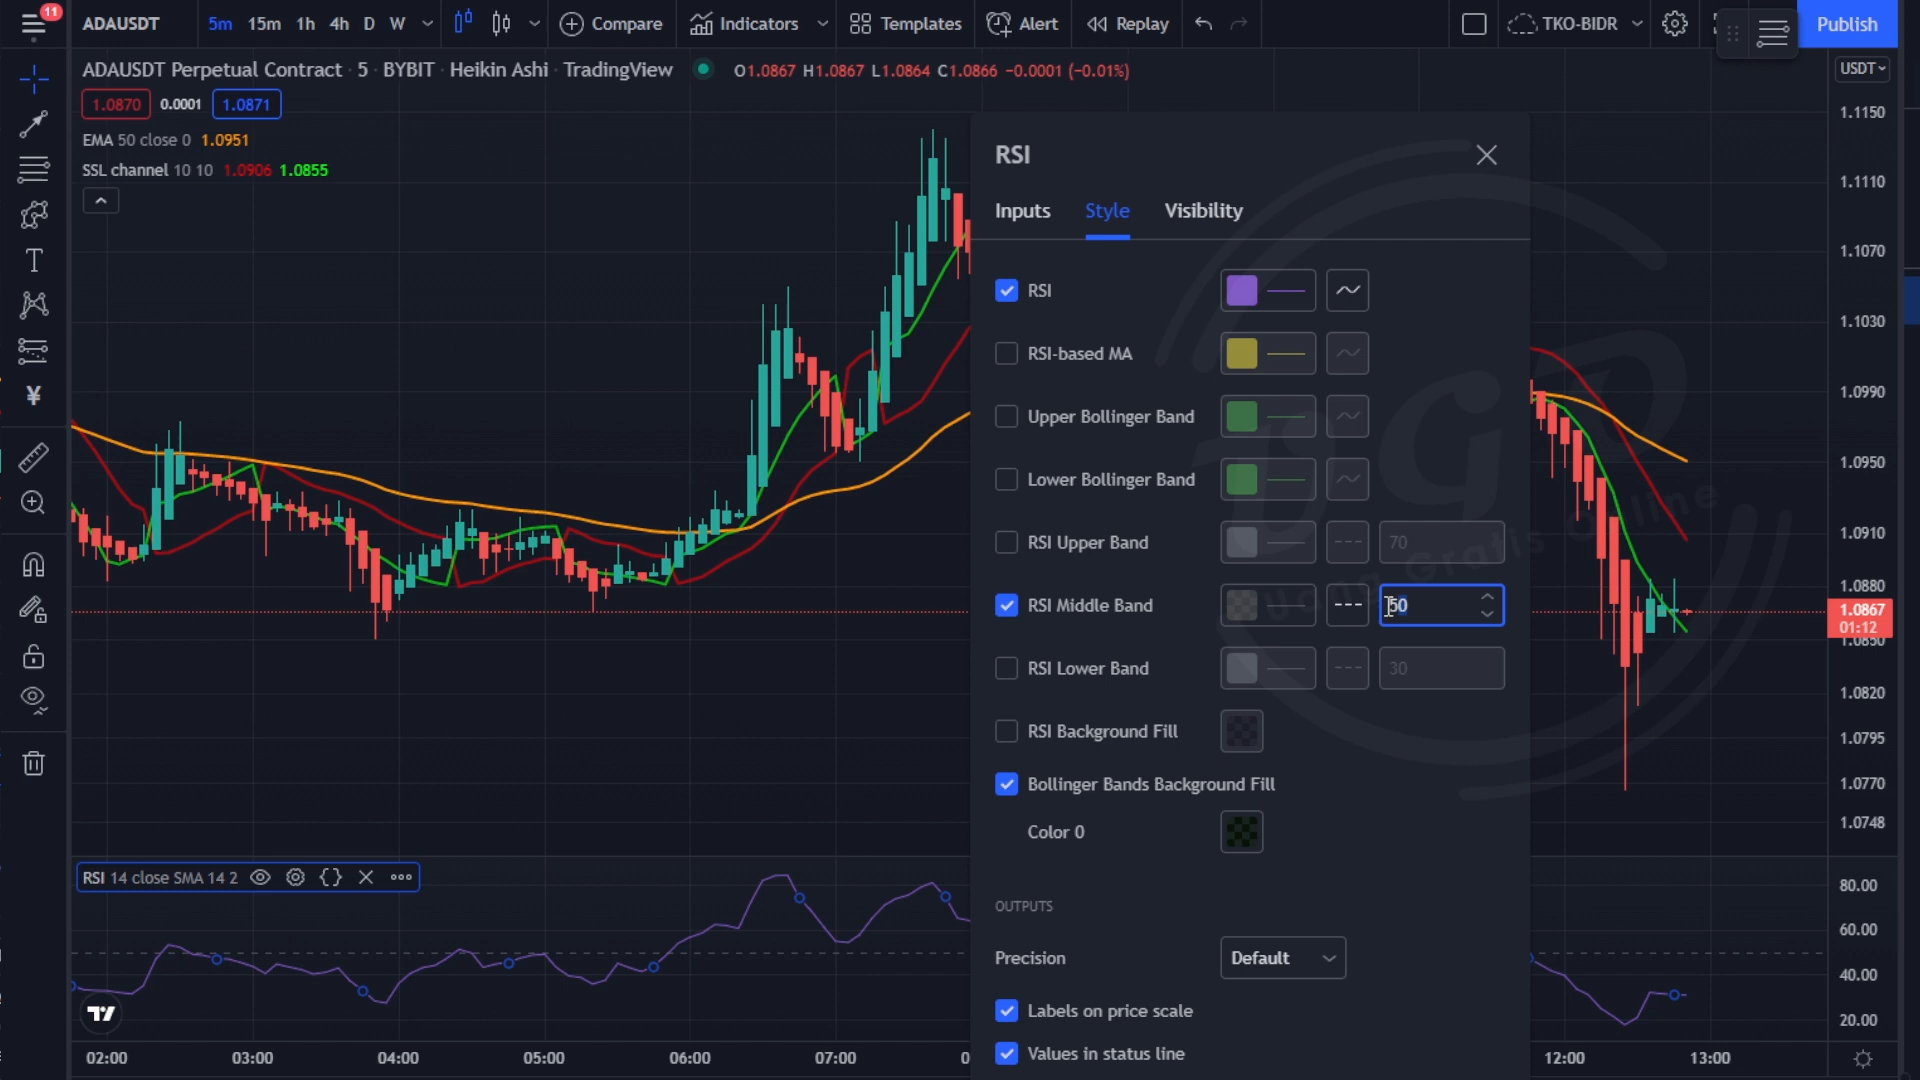 11
ADAUSDT
5m 15m 1h 4h D W
Compare
Indicators
Templates
Alert
Replay
TKO-BIDR
Publish
ADAUSDT Perpetual Contract · 5 · BYBIT · Heikin Ashi · TradingView
O1.0867 H1.0867 L1.0864 C1.0866 −0.0001 (−0.01%)
USDT
1.0870 0.0001 1.0871
EMA 50 close 0 1.0951
SSL channel 10 10 1.0906 1.0855
RSI
Inputs Style Visibility
RSI
RSI-based MA
Upper Bollinger Band
Lower Bollinger Band
RSI Upper Band 70
RSI Middle Band 50
RSI Lower Band 30
RSI Background Fill
Bollinger Bands Background Fill
Color 0
OUTPUTS
Precision Default
Labels on price scale
Values in status line
UGO
Uang Gratis Online
1.1150
1.1110
1.1070
1.1030
1.0990
1.0950
1.0910
1.0880
1.0867
01:12
1.0850
1.0820
1.0795
1.0770
1.0748
RSI 14 close SMA 14 2
80.00
60.00
40.00
20.00
02:00 03:00 04:00 05:00 06:00 07:00 0 12:00 13:00